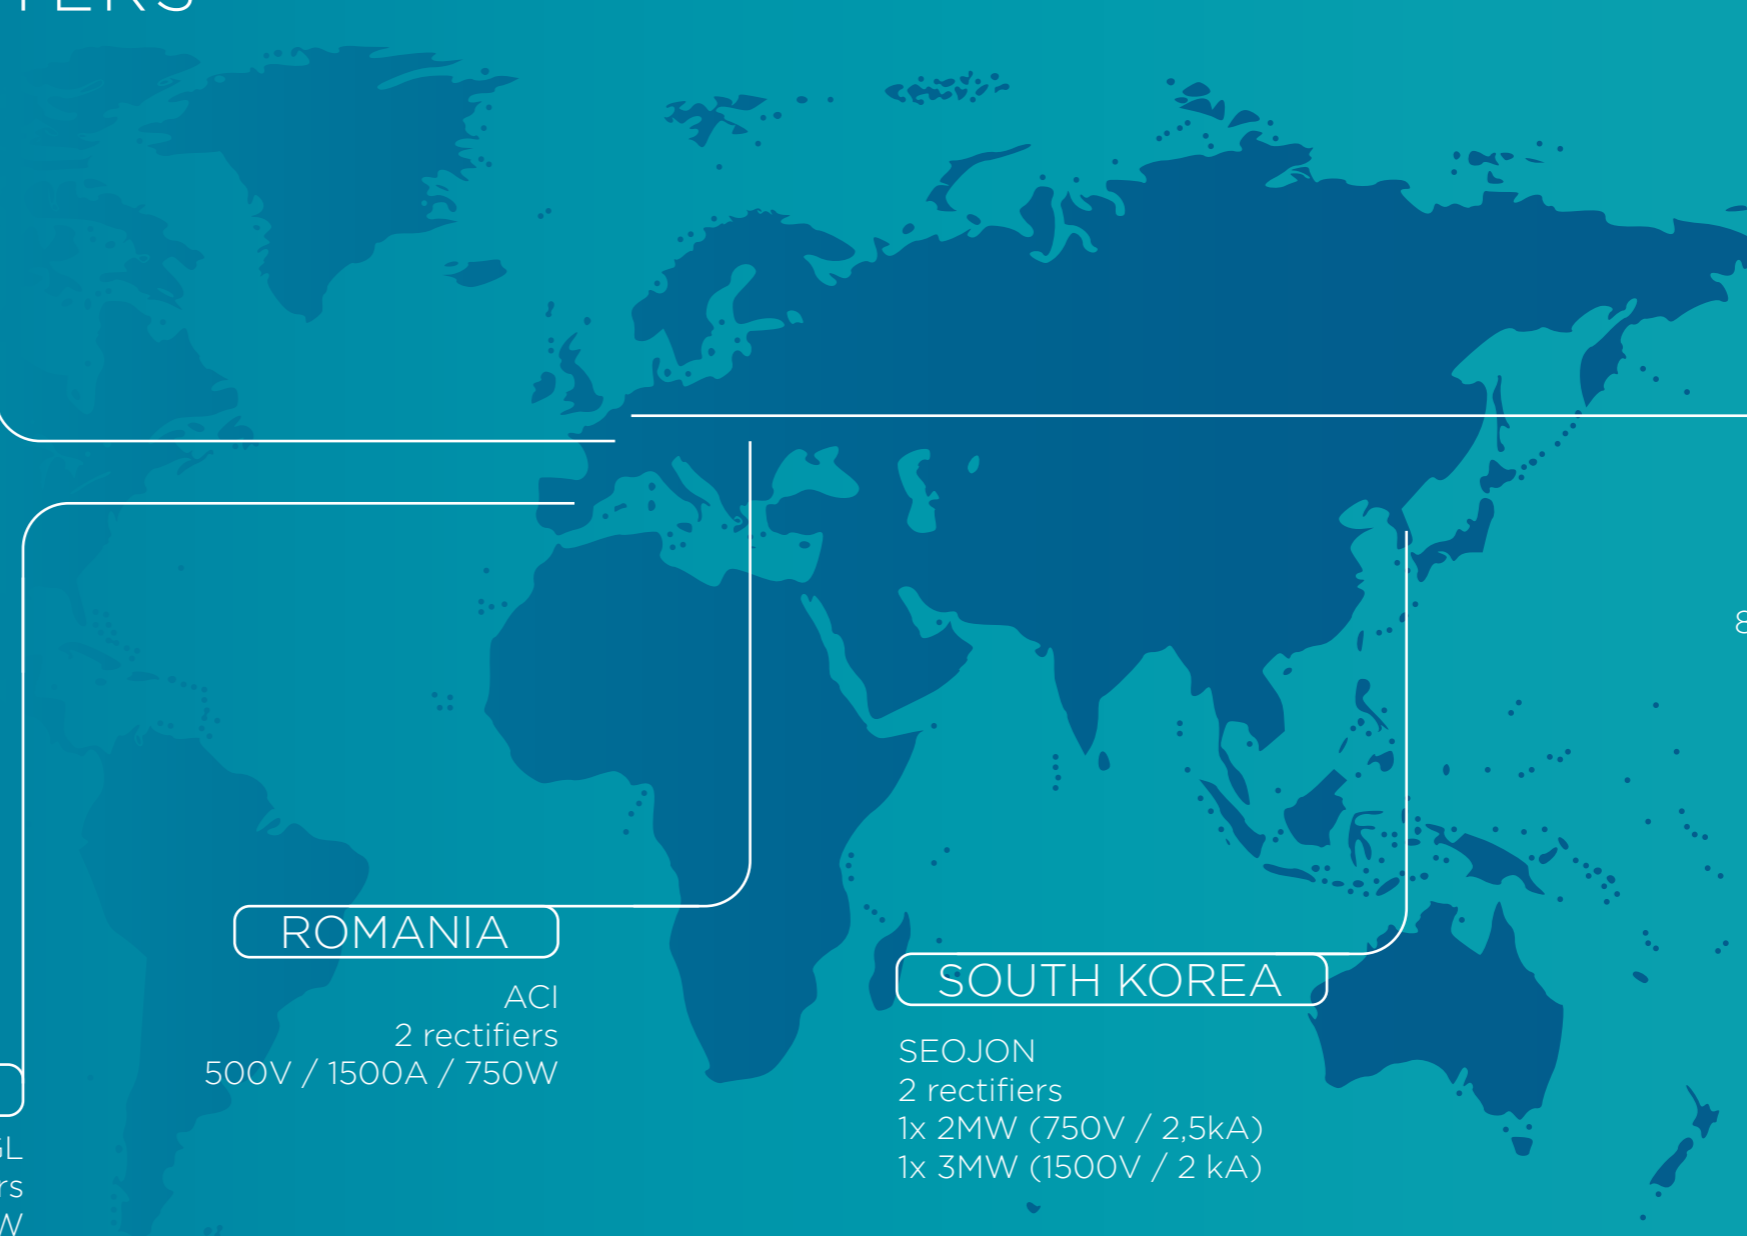 ROMANIA
ACI
2 rectifiers
500V / 1500A / 750W
SOUTH KOREA
SEOJON
2 rectifiers
1x 2MW (750V / 2,5kA)
1x 3MW (1500V / 2 kA)